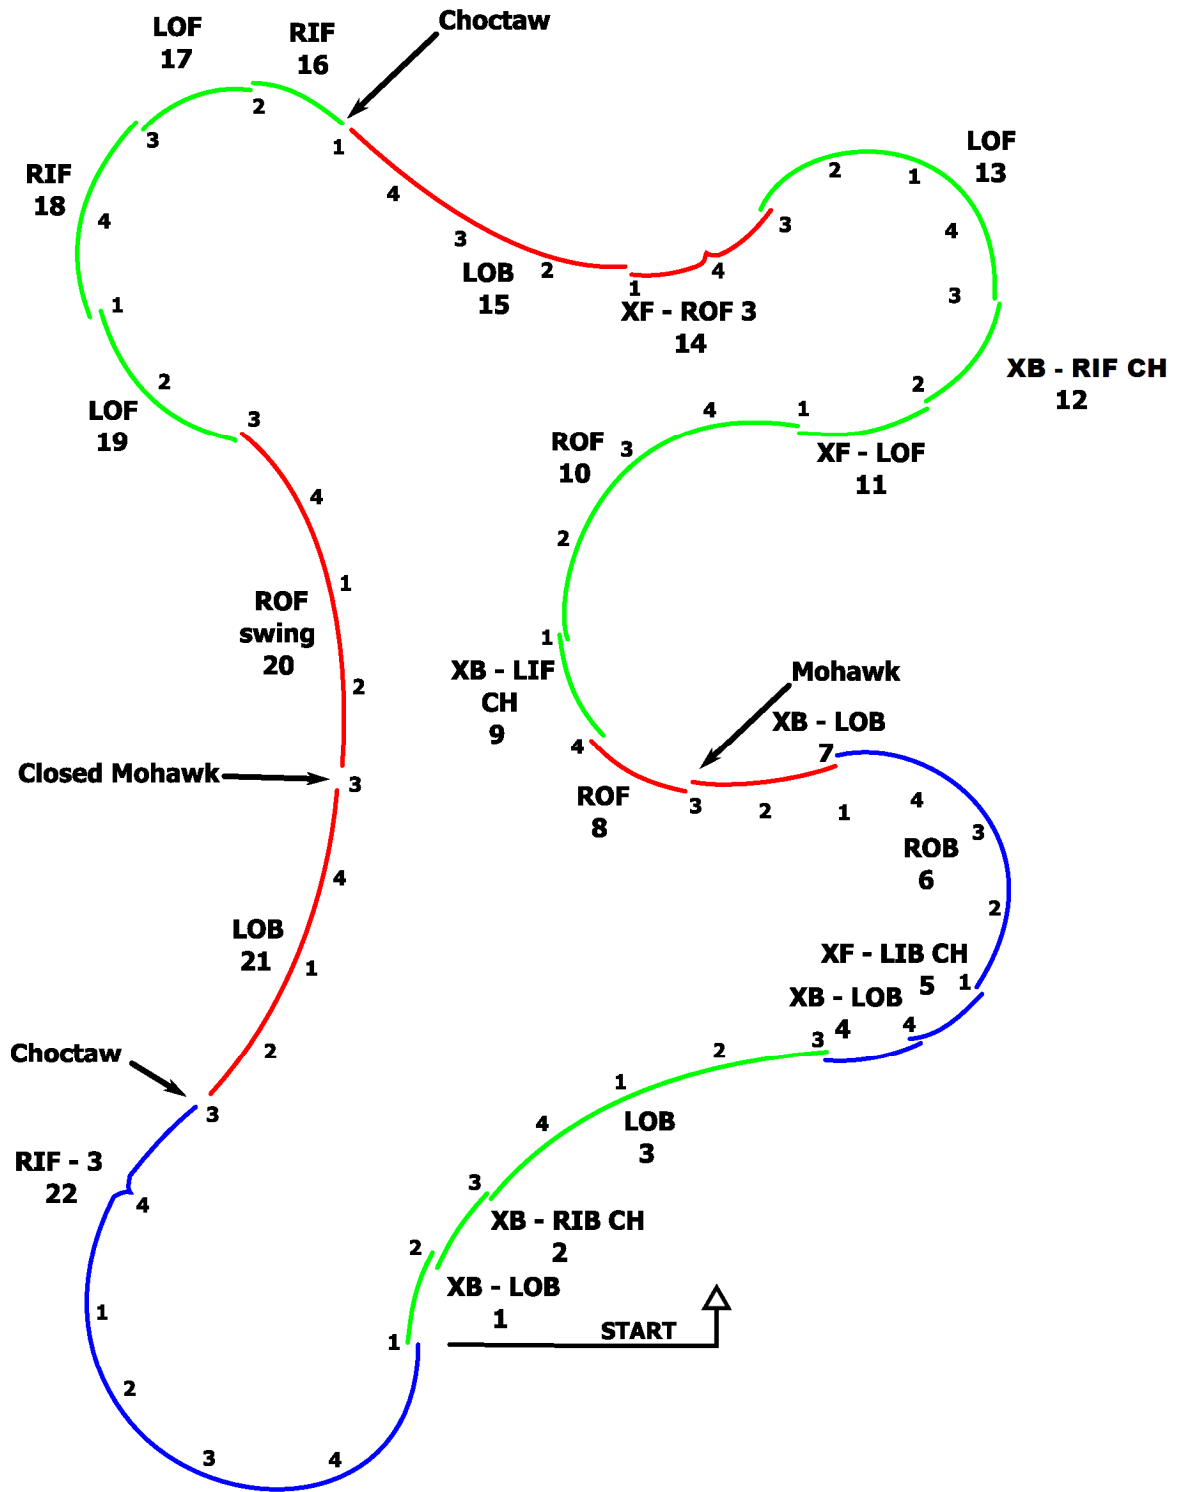 LOF
17
RIF
16
Choctaw
2
3
1
RIF
18
4
4
1
LOF
19
2
3
3
LOB
15
2
1
XF - ROF 3
14
4
3
2
1
LOF
13
4
3
XB - RIF CH
12
2
XF - LOF
11
1
4
ROF
10
3
2
1
XB - LIF
CH
9
4
ROF
8
Mohawk
3
2
1
XB - LOB
7
4
3
ROB
6
2
XF - LIB CH
5
1
XB - LOB
4
4
3
2
1
LOB
3
4
3
XB - RIB CH
2
2
XB - LOB
1
1
START
4
1
ROF
swing
20
2
Closed Mohawk
3
4
LOB
21
1
2
Choctaw
3
RIF - 3
22
4
1
2
3
4